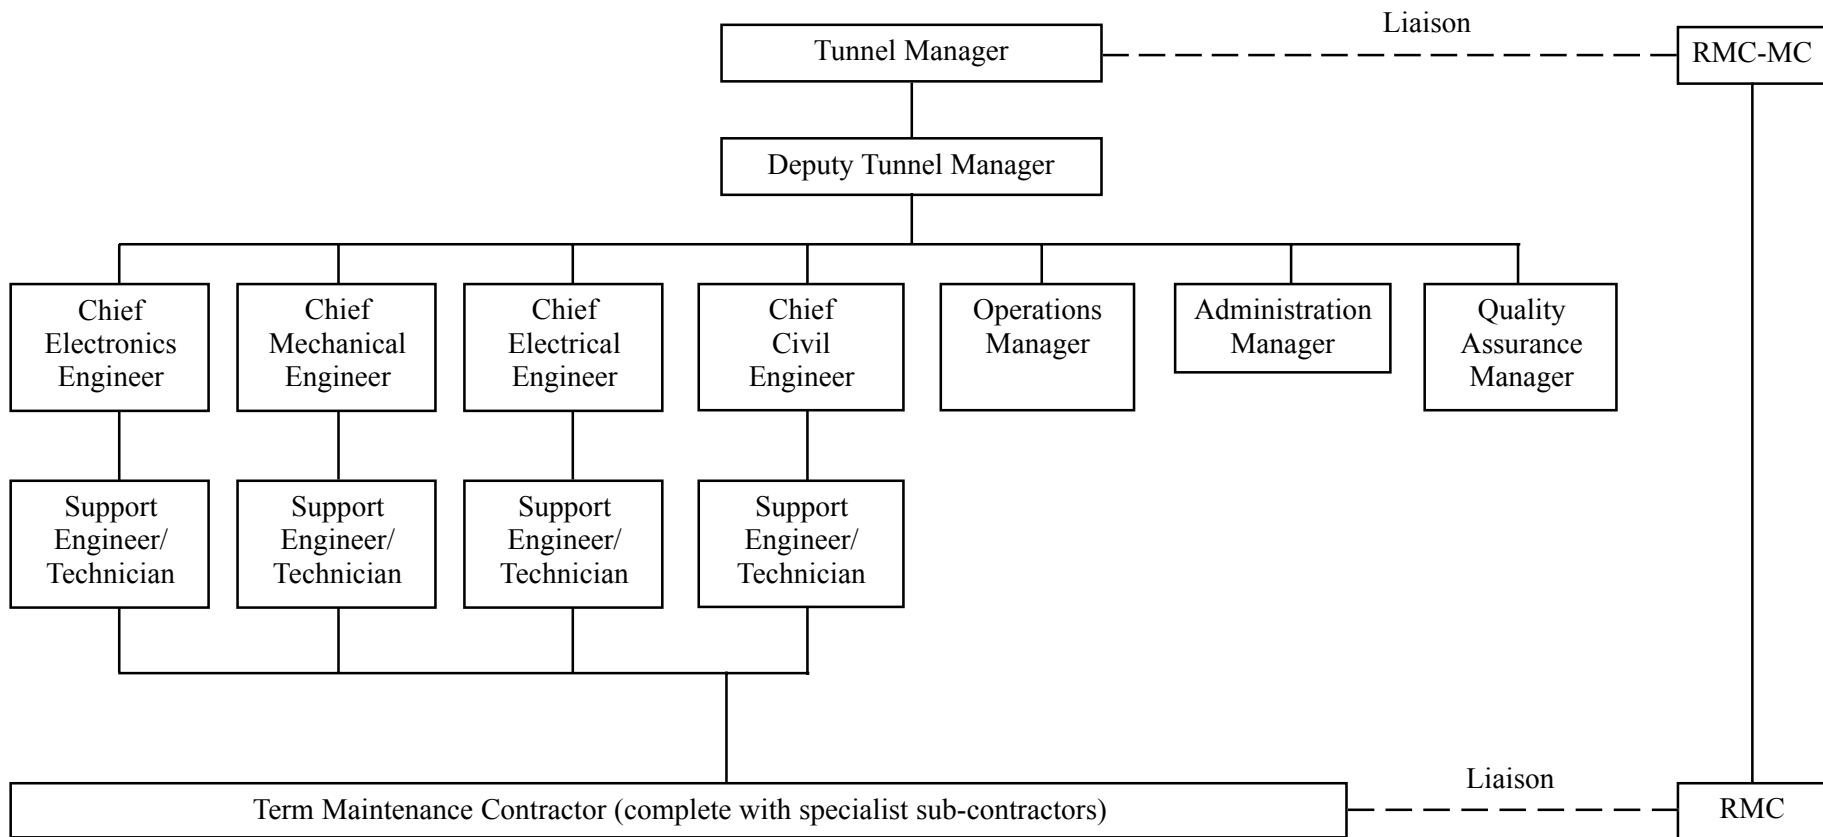 Liaison
Tunnel Manager
RMC-MC
Deputy Tunnel Manager
Chief
Electronics
Engineer
Chief
Mechanical
Engineer
Chief
Electrical
Engineer
Chief
Civil
Engineer
Operations
Manager
Administration
Manager
Quality
Assurance
Manager
Support
Engineer/
Technician
Support
Engineer/
Technician
Support
Engineer/
Technician
Support
Engineer/
Technician
Liaison
Term Maintenance Contractor (complete with specialist sub-contractors)
RMC